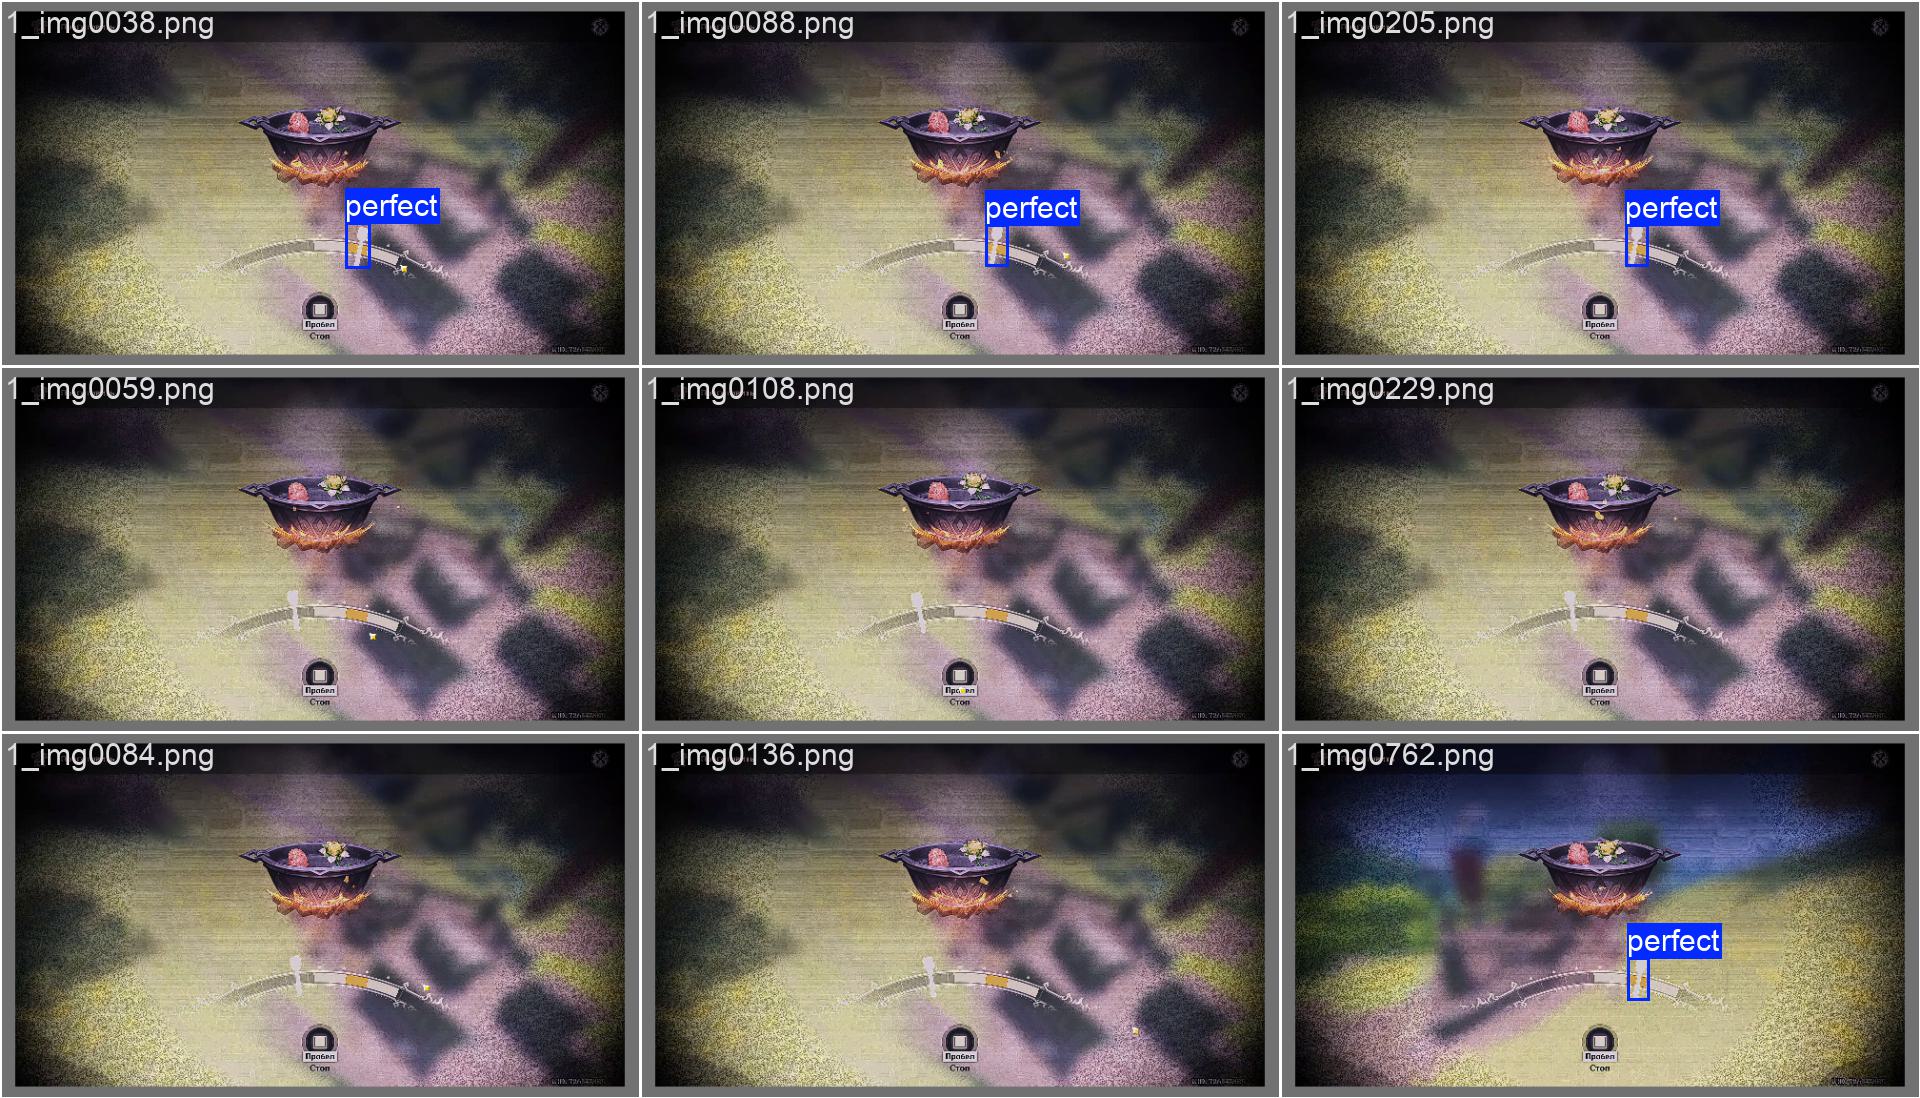 1_img0038.png
perfect
Пробел
Стоп
1_img0088.png
perfect
Пробел
Стоп
1_img0205.png
perfect
Пробел
Стоп
1_img0059.png
Пробел
Стоп
1_img0108.png
Пробел
Стоп
1_img0229.png
Пробел
Стоп
1_img0084.png
Пробел
Стоп
1_img0136.png
Пробел
Стоп
1_img0762.png
perfect
Пробел
Стоп